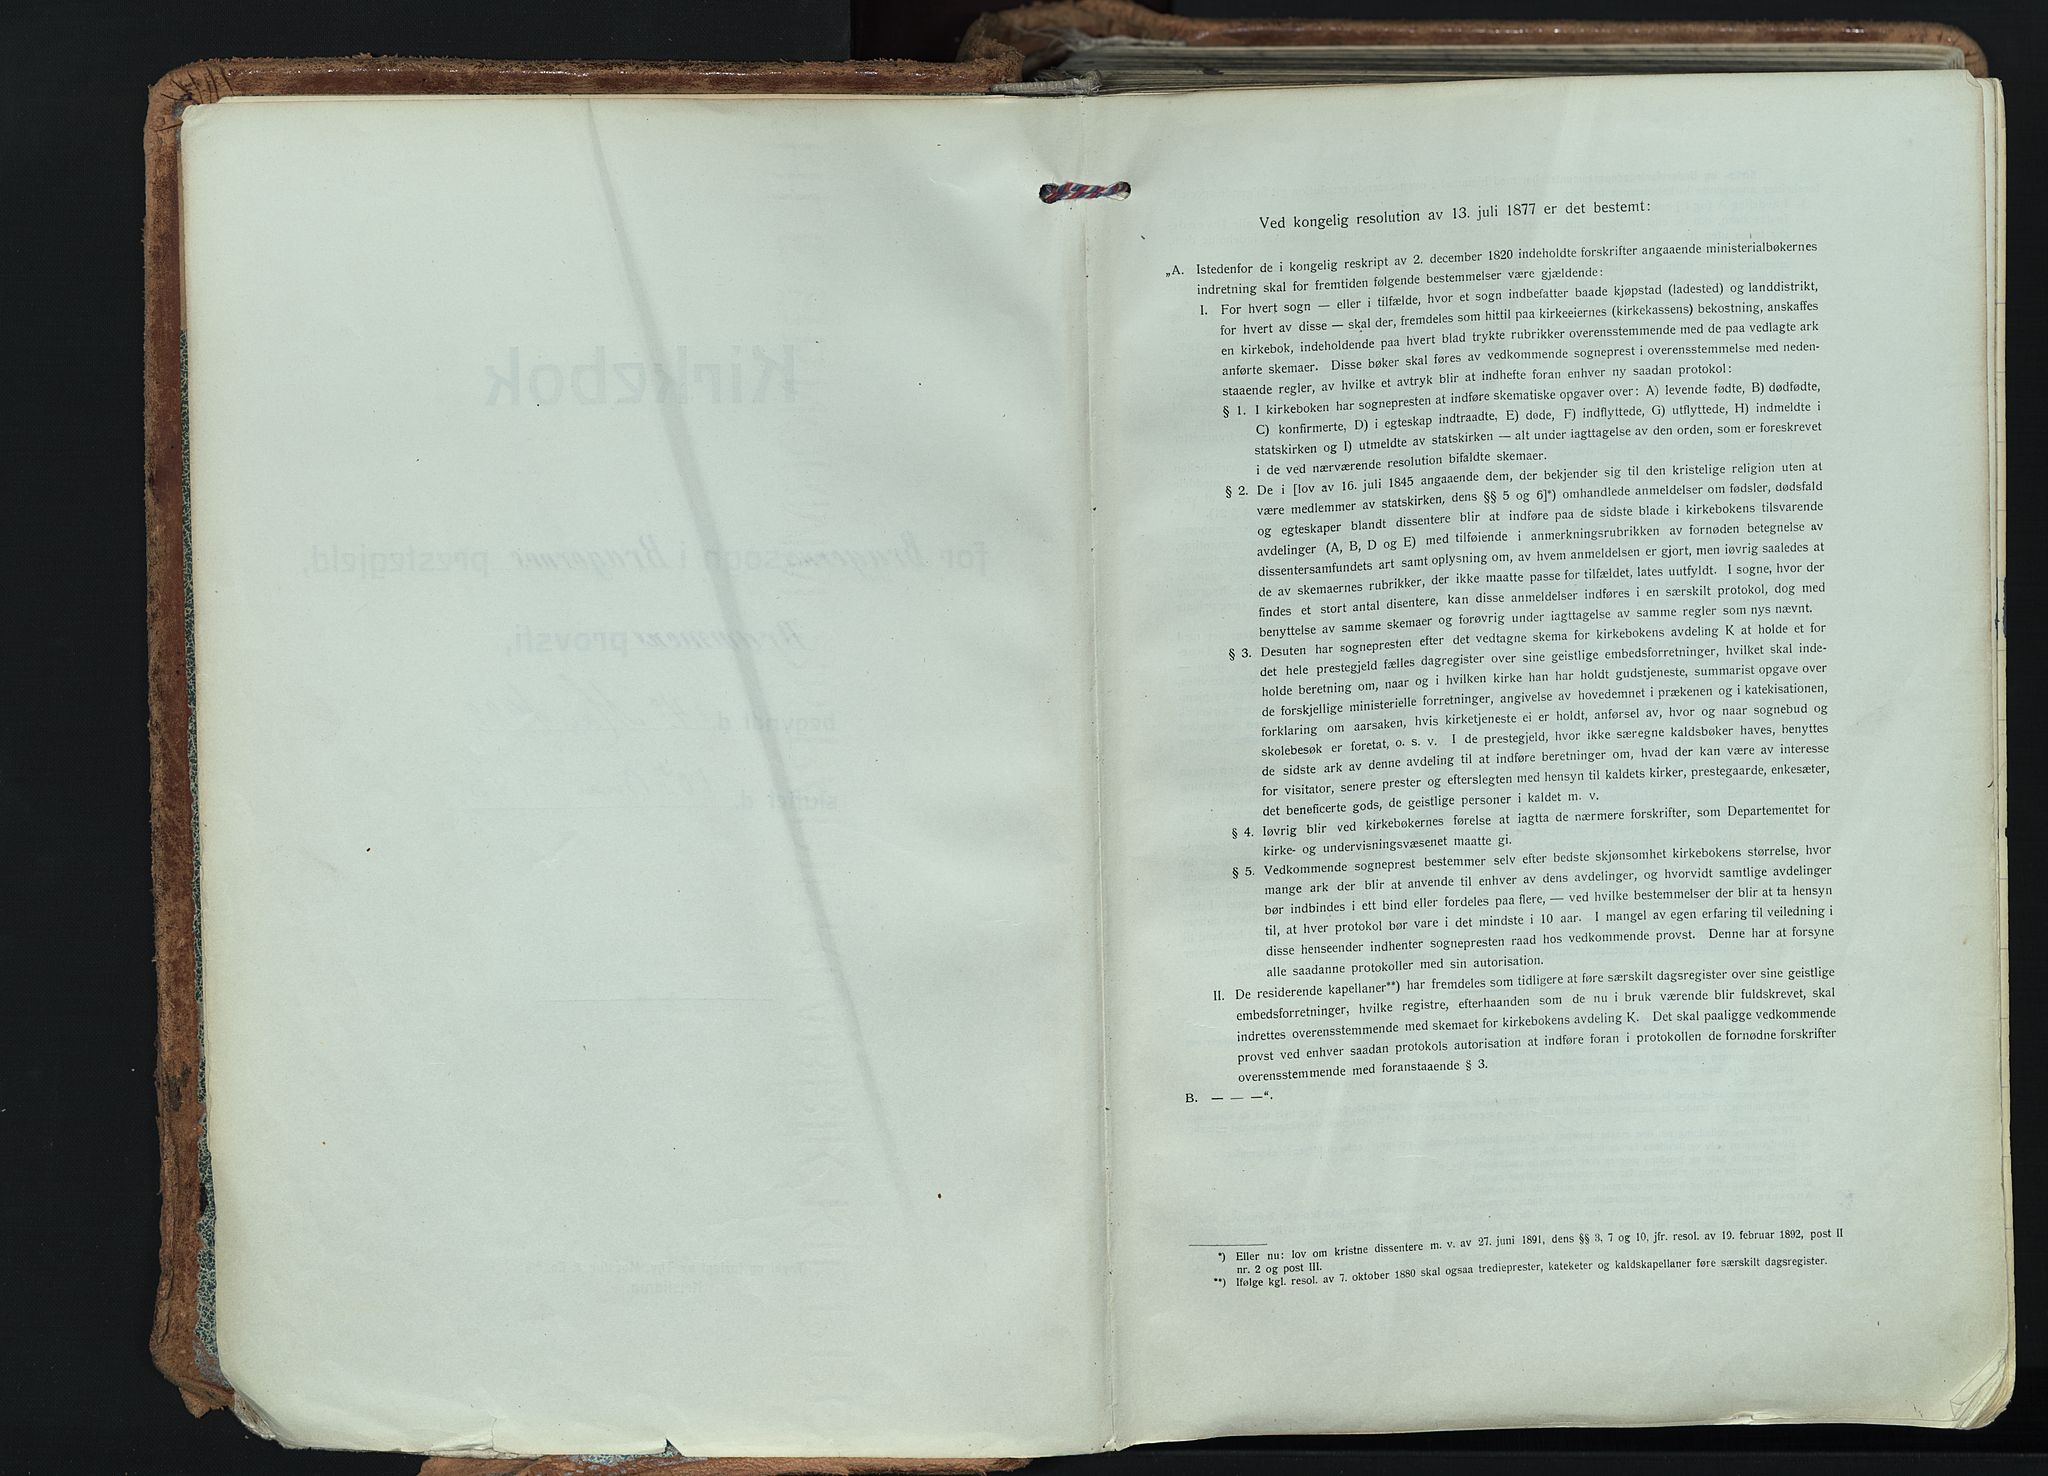 Ved kongelig resolution av 13. juli 1877 er det bestemt:
„A. Istedenfor de i kongelig reskript av 2. december 1820 indeholdte forskrifter angaaende ministerialbøkernes
indretning skal for fremtiden følgende bestemmelser være gjældende:
I. For hvert sogn — eller i tilfælde, hvor et sogn indbefatter baade kjøpstad (ladested) og landdistrikt,
for hvert av disse — skal der, fremdeles som hittil paa kirkeeiernes (kirkekassens) bekostning, anskaffes
en kirkebok, indeholdende paa hvert blad trykte rubrikker overensstemmende med de paa vedlagte ark
anførte skemaer. Disse bøker skal føres av vedkommende sogneprest i overensstemmelse med neden-
staaende regler, av hvilke et avtryk blir at indhefte foran enhver ny saadan protokol:
§ 1. I kirkeboken har sognepresten at indføre skematiske opgaver over: A) levende fødte, B) dødfødte,
C) konfirmerte, D) i egteskap indtraadte, E) døde, F) indflyttede, G) utflyttede, H) indmeldte i
statskirken og I) utmeldte av statskirken — alt under iagttagelse av den orden, som er foreskrevet
i de ved nærværende resolution bifaldte skemaer.
§ 2. De i [lov av 16. juli 1845 angaaende dem, der bekjender sig til den kristelige religion uten at
være medlemmer av statskirken, dens §§ 5 og 6]*) omhandlede anmeldelser om fødsler, dødsfald
og egteskaper blandt dissentere blir at indføre paa de sidste blade i kirkebokens tilsvarende
avdelinger (A, B, D og E) med tilføiende i anmerkningsrubrikken av fornøden betegnelse av
dissentersamfundets art samt oplysning om, av hvem anmeldelsen er gjort, men iøvrig saaledes at
de av skemaernes rubrikker, der ikke maatte passe for tilfældet, lates uutfyldt. I sogne, hvor der
findes et stort antal disentere, kan disse anmeldelser indføres i en særskilt protokol, dog med
benyttelse av samme skemaer og forøvrig under iagttagelse av samme regler som nys nævnt.
§ 3. Desuten har sognepresten efter det vedtagne skema for kirkebokens avdeling K at holde et for
det hele prestegjeld fælles dagregister over sine geistlige embedsforretninger, hvilket skal inde-
holde beretning om, naar og i hvilken kirke han har holdt gudstjeneste, summarist opgave over
de forskjellige ministerielle forretninger, angivelse av hovedemnet i prækenen og i katekisationen,
forklaring om aarsaken, hvis kirketjeneste ei er holdt, anførsel av, hvor og naar sognebud og
skolebesøk er foretat, o. s. v. I de prestegjeld, hvor ikke særegne kaldsbøker haves, benyttes
de sidste ark av denne avdeling til at indføre beretninger om, hvad der kan være av interesse
for visitator, senere prester og efterslegten med hensyn til kaldets kirker, prestegaarde, enkesæter,
det beneficerte gods, de geistlige personer i kaldet m. v.
§ 4. Iøvrig blir ved kirkebøkernes førelse at iagtta de nærmere forskrifter, som Departementet for
kirke- og undervisningsvæsenet maatte gi.
§ 5. Vedkommende sogneprest bestemmer selv efter bedste skjønsomhet kirkebokens størrelse, hvor
mange ark der blir at anvende til enhver av dens avdelinger, og hvorvidt samtlige avdelinger
bør indbindes i ett bind eller fordeles paa flere, — ved hvilke bestemmelser der blir at ta hensyn
til, at hver protokol bør vare i det mindste i 10 aar. I mangel av egen erfaring til veiledning i
disse henseender indhenter sognepresten raad hos vedkommende provst. Denne har at forsyne
alle saadanne protokoller med sin autorisation.
II. De residerende kapellaner**) har fremdeles som tidligere at føre særskilt dagsregister over sine geistlige
embedsforretninger, hvilke registre, efterhaanden som de nu i bruk værende blir fuldskrevet, skal
indrettes overensstemmende med skemaet for kirkebokens avdeling K. Det skal paaligge vedkommende
provst ved enhver saadan protokols autorisation at indføre foran i protokollen de fornødne forskrifter
overensstemmende med foranstaaende § 3.
B. — — —“.
*) Eller nu: lov om kristne dissentere m. v. av 27. juni 1891, dens §§ 3, 7 og 10, jfr. resol. av 19. februar 1892, post II
nr. 2 og post III.
**) Ifølge kgl. resol. av 7. oktober 1880 skal ogsaa tredieprester, kateketer og kaldskapellaner føre særskilt dagsregister.